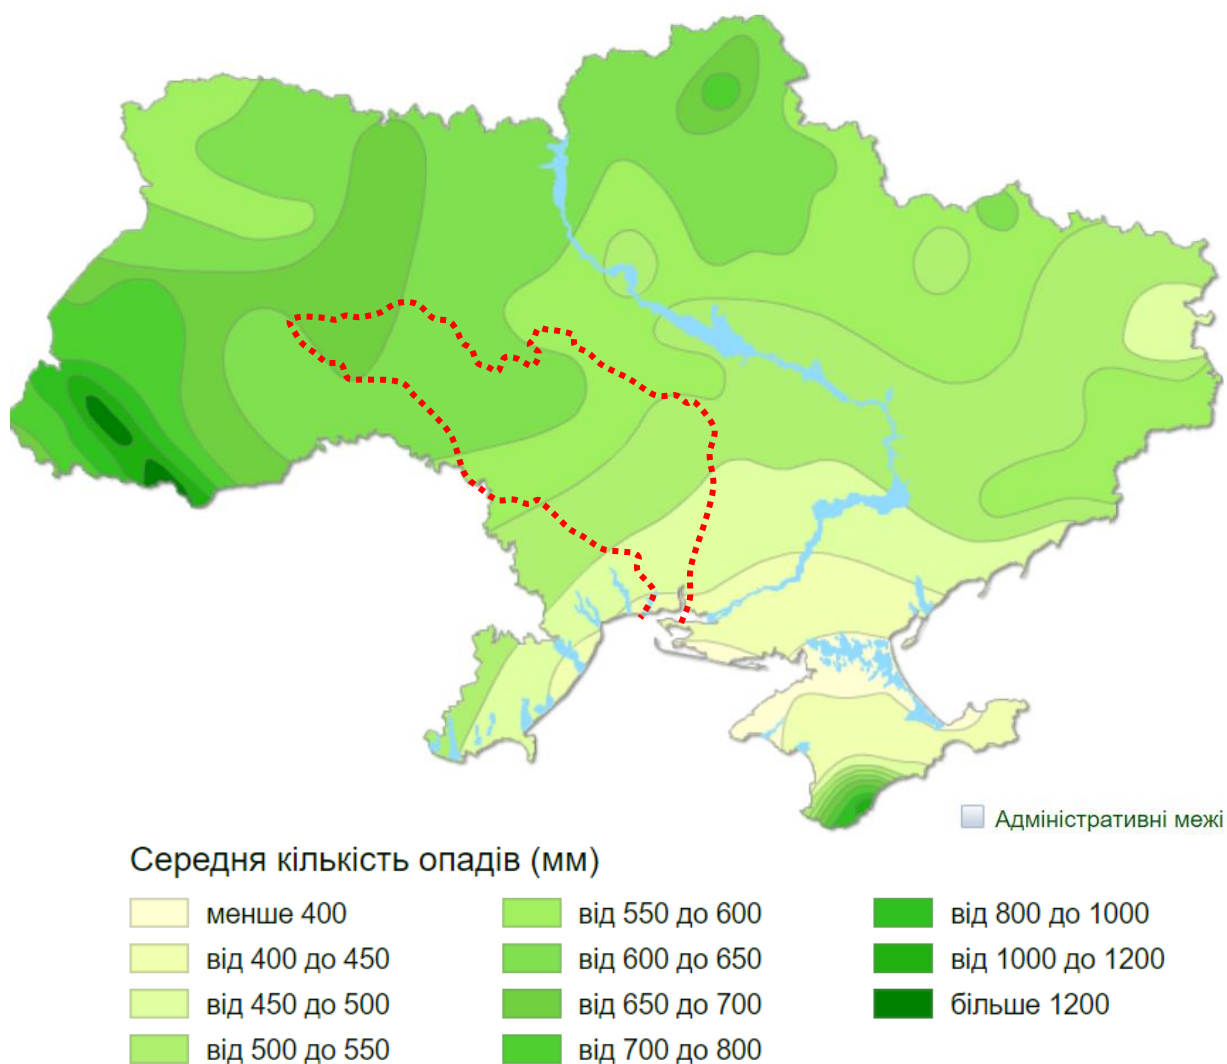 Адміністративні межі
Середня кількість опадів (мм)
менше 400
від 400 до 450
від 450 до 500
від 500 до 550
від 550 до 600
від 600 до 650
від 650 до 700
від 700 до 800
від 800 до 1000
від 1000 до 1200
більше 1200